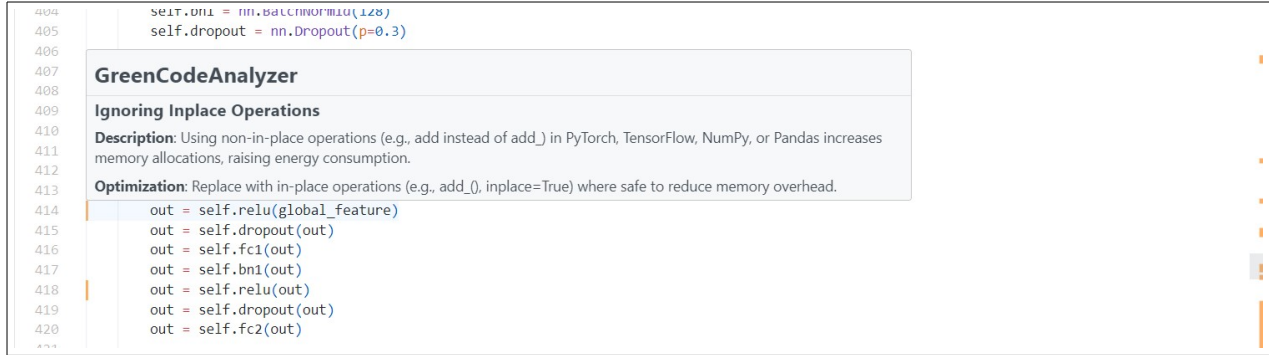 404 self.bn1 = nn.BatchNorm1d(128)
405 self.dropout = nn.Dropout(p=0.3)
406
407
408
409
410
411
412
413
GreenCodeAnalyzer
Ignoring Inplace Operations
Description: Using non-in-place operations (e.g., add instead of add_) in PyTorch, TensorFlow, NumPy, or Pandas increases
memory allocations, raising energy consumption.
Optimization: Replace with in-place operations (e.g., add_(), inplace=True) where safe to reduce memory overhead.
414 out = self.relu(global_feature)
415 out = self.dropout(out)
416 out = self.fc1(out)
417 out = self.bn1(out)
418 out = self.relu(out)
419 out = self.dropout(out)
420 out = self.fc2(out)